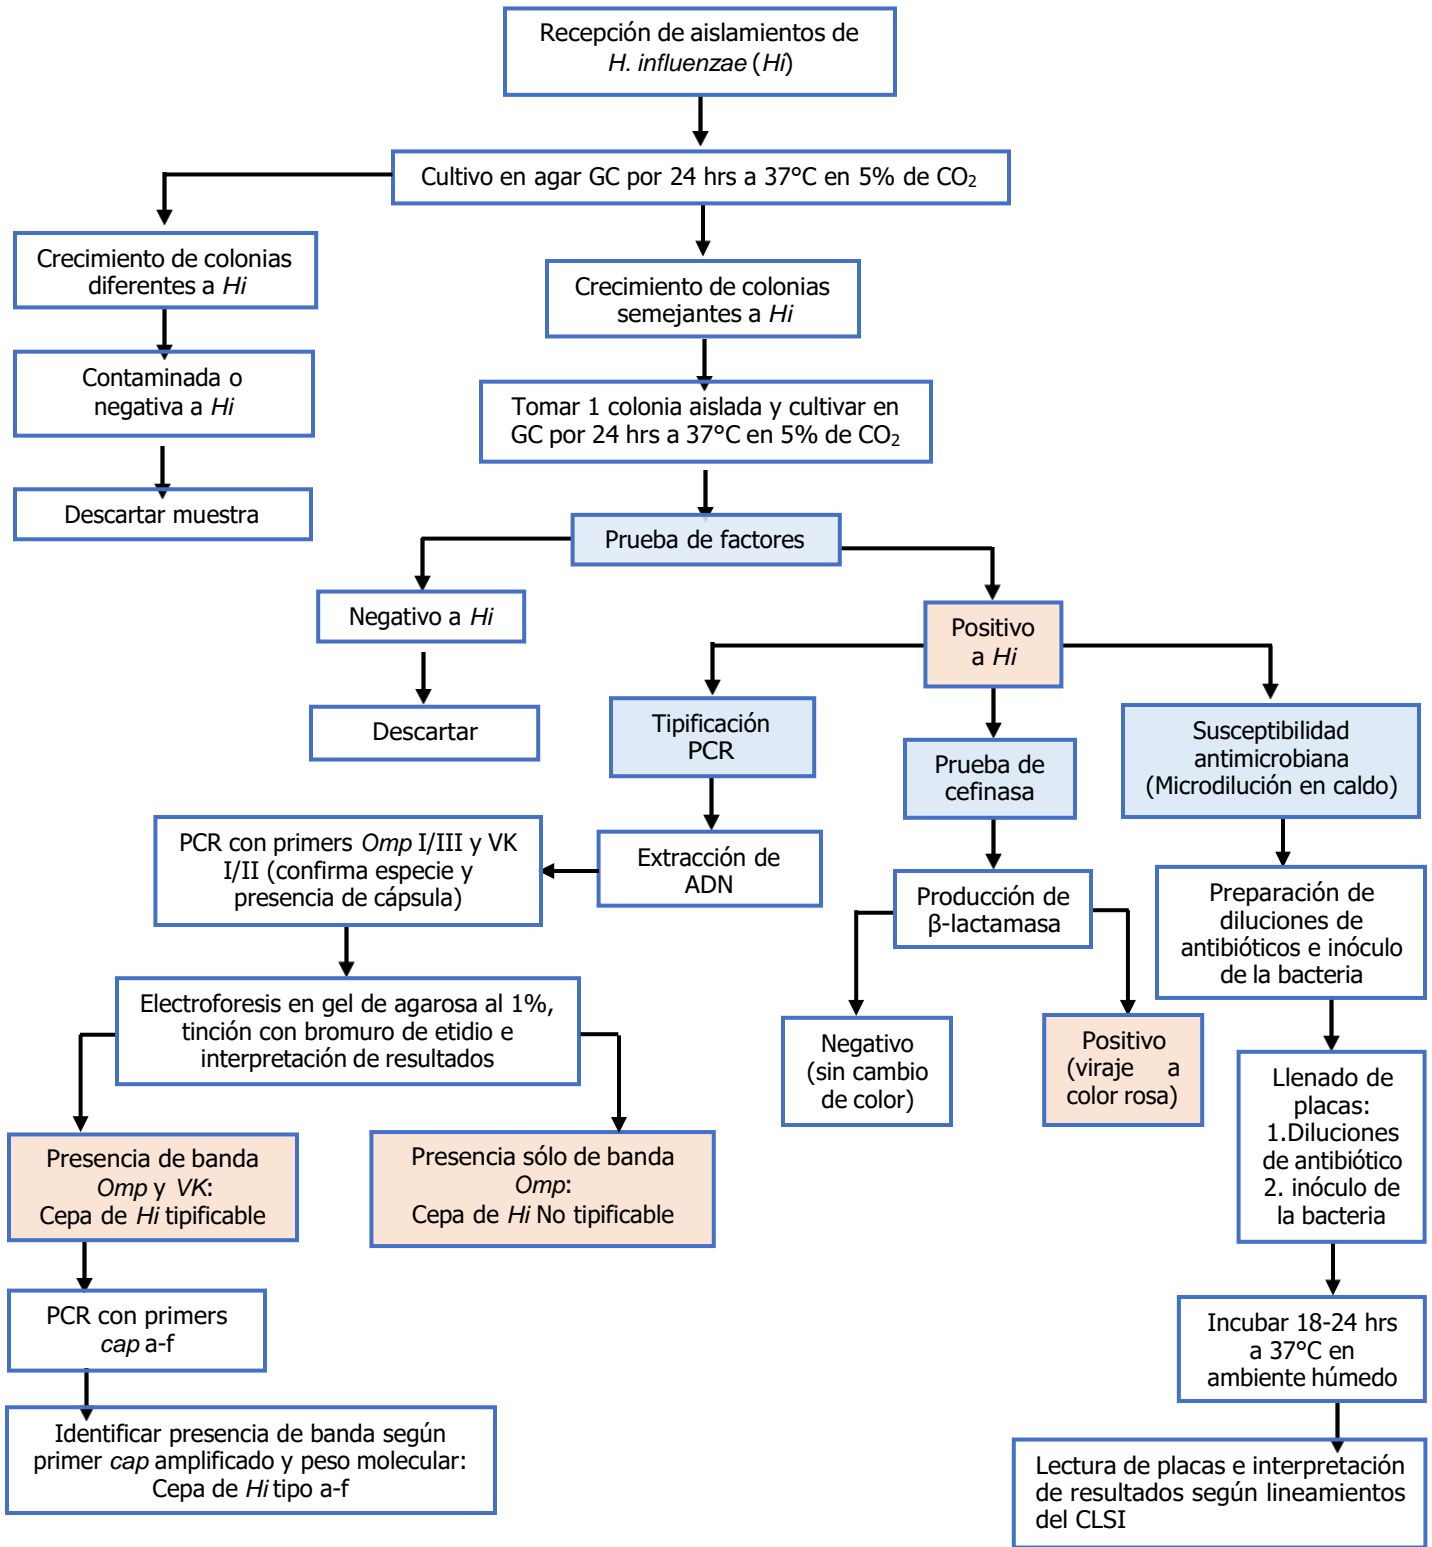 Recepción de aislamientos de
H. influenzae (Hi)
Cultivo en agar GC por 24 hrs a 37°C en 5% de CO₂
Crecimiento de colonias
diferentes a Hi
Crecimiento de colonias
semejantes a Hi
Contaminada o
negativa a Hi
Tomar 1 colonia aislada y cultivar en
GC por 24 hrs a 37°C en 5% de CO₂
Descartar muestra
Prueba de factores
Negativo a Hi
Positivo
a Hi
Descartar
Tipificación
PCR
Prueba de
cefinasa
Susceptibilidad
antimicrobiana
(Microdilución en caldo)
PCR con primers Omp I/III y VK
I/II (confirma especie y
presencia de cápsula)
Extracción de
ADN
Producción de
β-lactamasa
Preparación de
diluciones de
antibióticos e inóculo
de la bacteria
Electroforesis en gel de agarosa al 1%,
tinción con bromuro de etidio e
interpretación de resultados
Negativo
(sin cambio
de color)
Positivo
(viraje a
color rosa)
Llenado de
placas:
1.Diluciones
de antibiótico
2. inóculo de
la bacteria
Presencia de banda
Omp y VK:
Cepa de Hi tipificable
Presencia sólo de banda
Omp:
Cepa de Hi No tipificable
PCR con primers
cap a-f
Incubar 18-24 hrs
a 37°C en
ambiente húmedo
Identificar presencia de banda según
primer cap amplificado y peso molecular:
Cepa de Hi tipo a-f
Lectura de placas e interpretación
de resultados según lineamientos
del CLSI